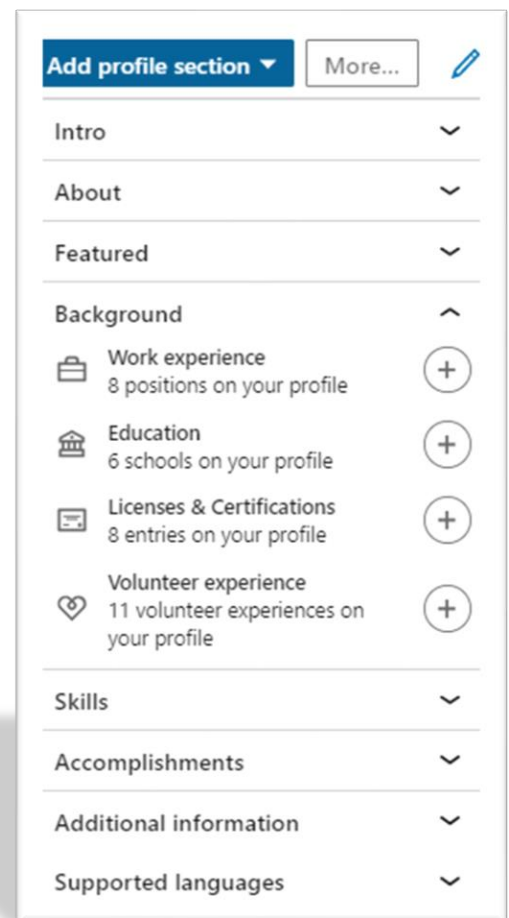 Add profile section More...
Intro
About
Featured
Background
Work experience
8 positions on your profile
Education
6 schools on your profile
Licenses & Certifications
8 entries on your profile
Volunteer experience
11 volunteer experiences on
your profile
Skills
Accomplishments
Additional information
Supported languages